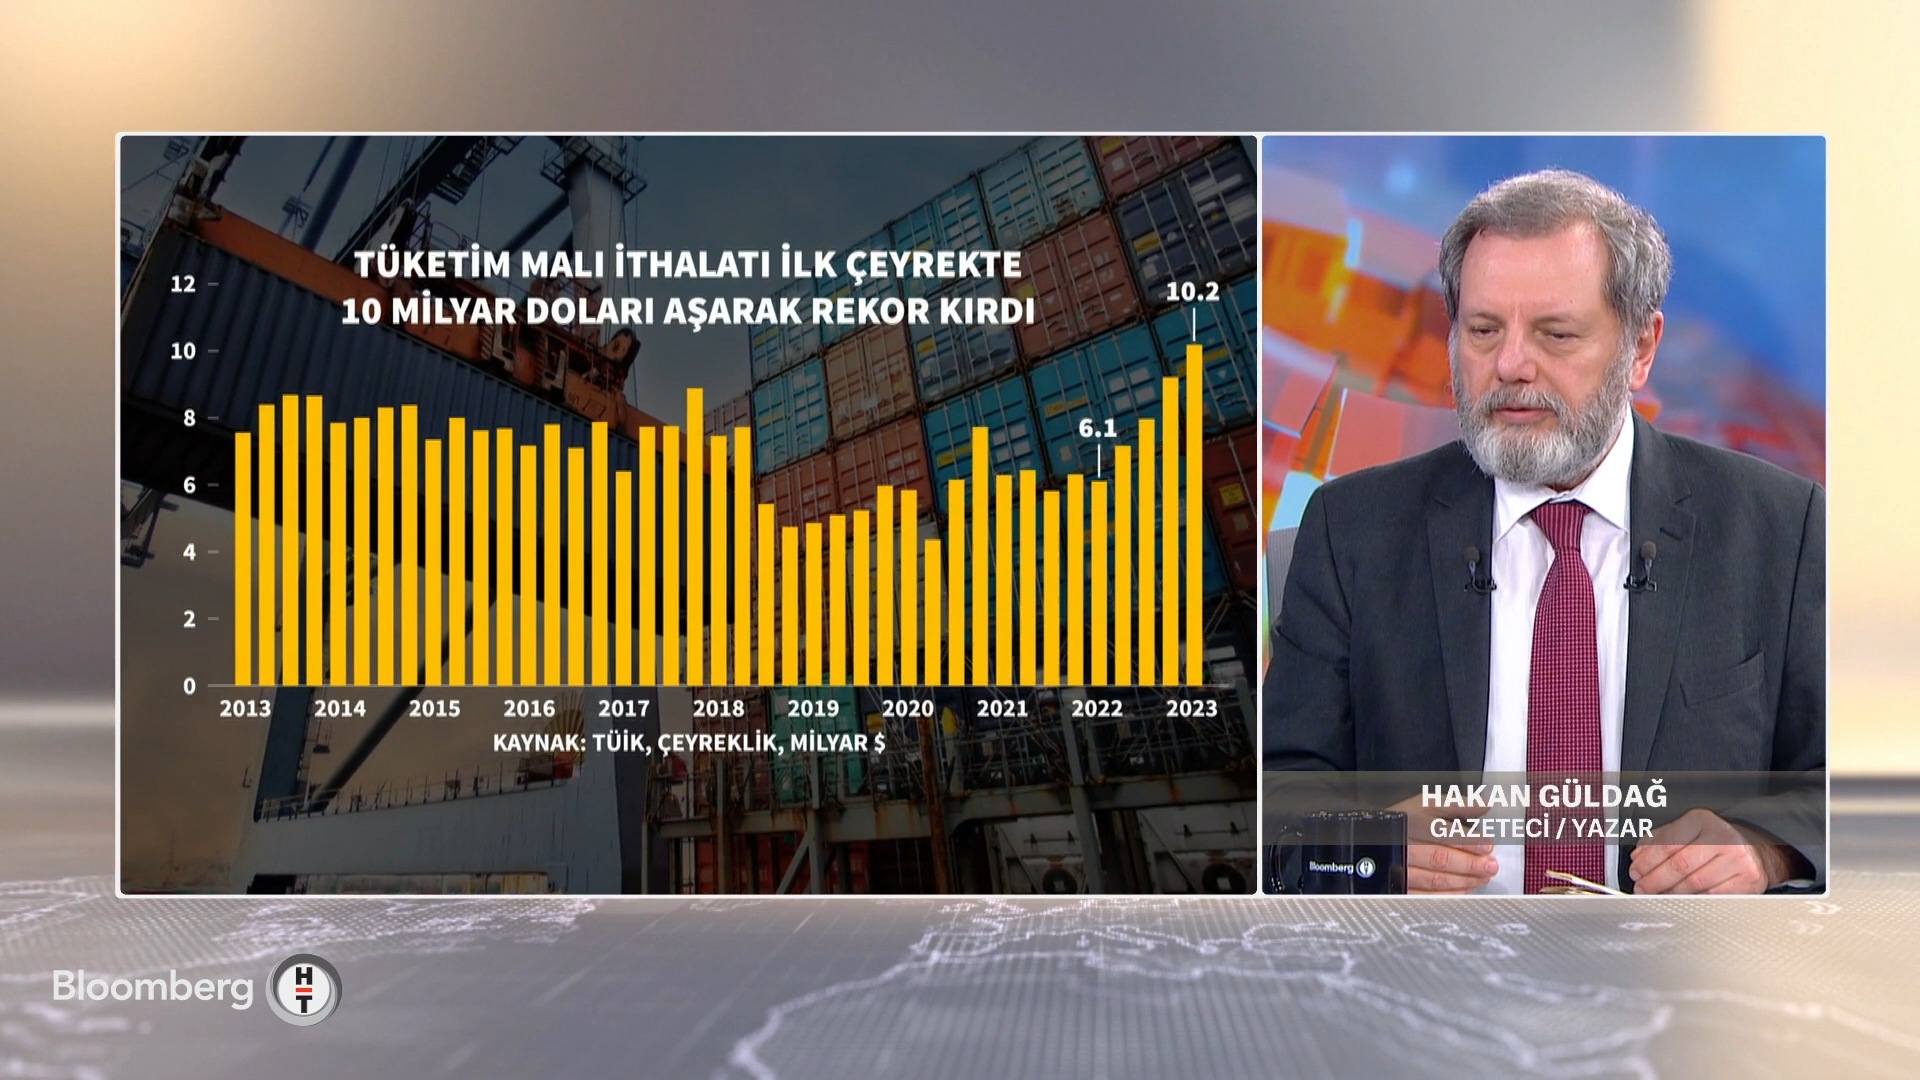 TÜKETİM MALI İTHALATI İLK ÇEYREKTE
10 MİLYAR DOLARI AŞARAK REKOR KIRDI
12
10
8
6
4
2
0
6.1
10.2
2013 2014 2015 2016 2017 2018 2019 2020 2021 2022 2023
KAYNAK: TÜİK, ÇEYREKLİK, MİLYAR $
HAKAN GÜLDAĞ
GAZETECİ / YAZAR
Bloomberg HT
Bloomberg HT